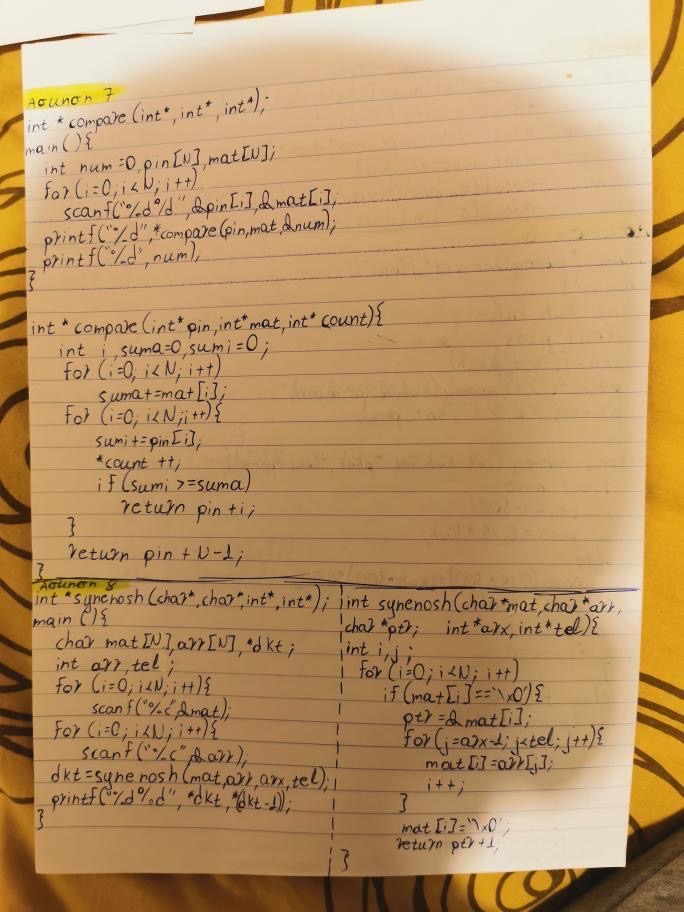 Άσκηση 7
int * compare (int*, int*, int*);
main(){
int num=0, pin[N], mat[N];
for(i=0; i<N; i++)
scanf("%d%d", &pin[i], &mat[i];
printf("%d", *compare(pin, mat, &num);
printf("%d", num);
}
int * compare (int* pin, int* mat, int* count){
int i, suma=0, sumi=0;
for (i=0; i<N; i++)
suma+=mat[i];
for (i=0; i<N; i++){
sumi+=pin[i];
*count ++;
if(sumi >=suma)
return pin+i;
}
return pin + N-1;
}
Άσκηση 8
int *synenosh (char*, char*, int*, int*);
main (){
char mat[N], arr[N], *dkt;
int arr, tel;
for (i=0; i<N; i++){
scanf("%c", &mat);
for (i=0; i<N; i++){
scanf("%c", &arr);
dkt=synenosh(mat, arr, arx, tel);
printf("%d%d", *dkt, *(dkt-1));
}
int synenosh(char *mat, char *arr,
char *ptr; int *arx, int* tel){
int i,j;
for(i=0; i<N; i++)
if(mat[i]=='\x0'){
ptr=&mat[i];
for(j=arx-1; j<tel; j++){
mat[i]=arr[j];
i++;
}
mat[i]='\x0';
return ptr+1;
}